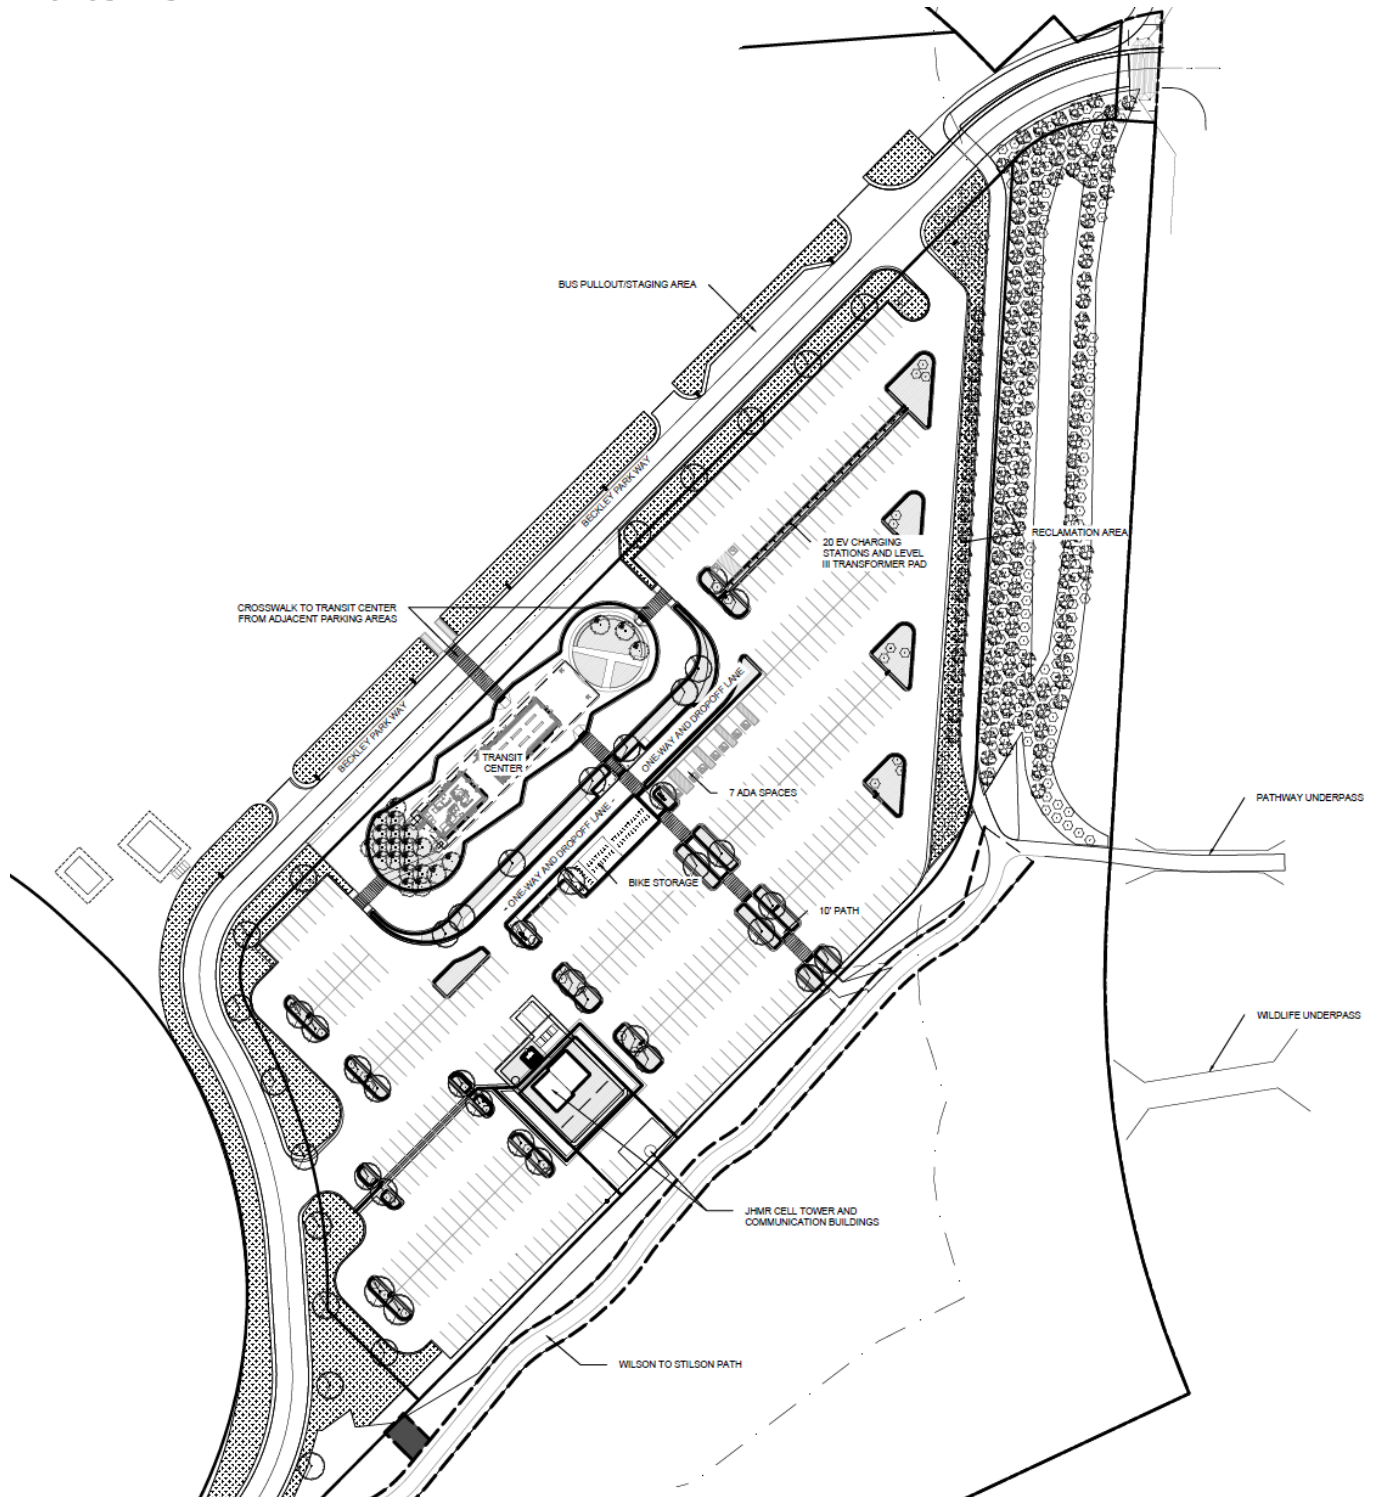 BUS PULLOUT/STAGING AREA
BECKLEY PARK WAY
20 EV CHARGING
STATIONS AND LEVEL
III TRANSFORMER PAD
RECLAMATION AREA
CROSSWALK TO TRANSIT CENTER
FROM ADJACENT PARKING AREAS
BECKLEY PARK WAY
ONE-WAY AND DROPOFF LANE
TRANSIT
CENTER
7 ADA SPACES
PATHWAY UNDERPASS
- ONE-WAY AND DROPOFF LANE -
BIKE STORAGE
10' PATH
WILDLIFE UNDERPASS
JHMR CELL TOWER AND
COMMUNICATION BUILDINGS
WILSON TO STILSON PATH